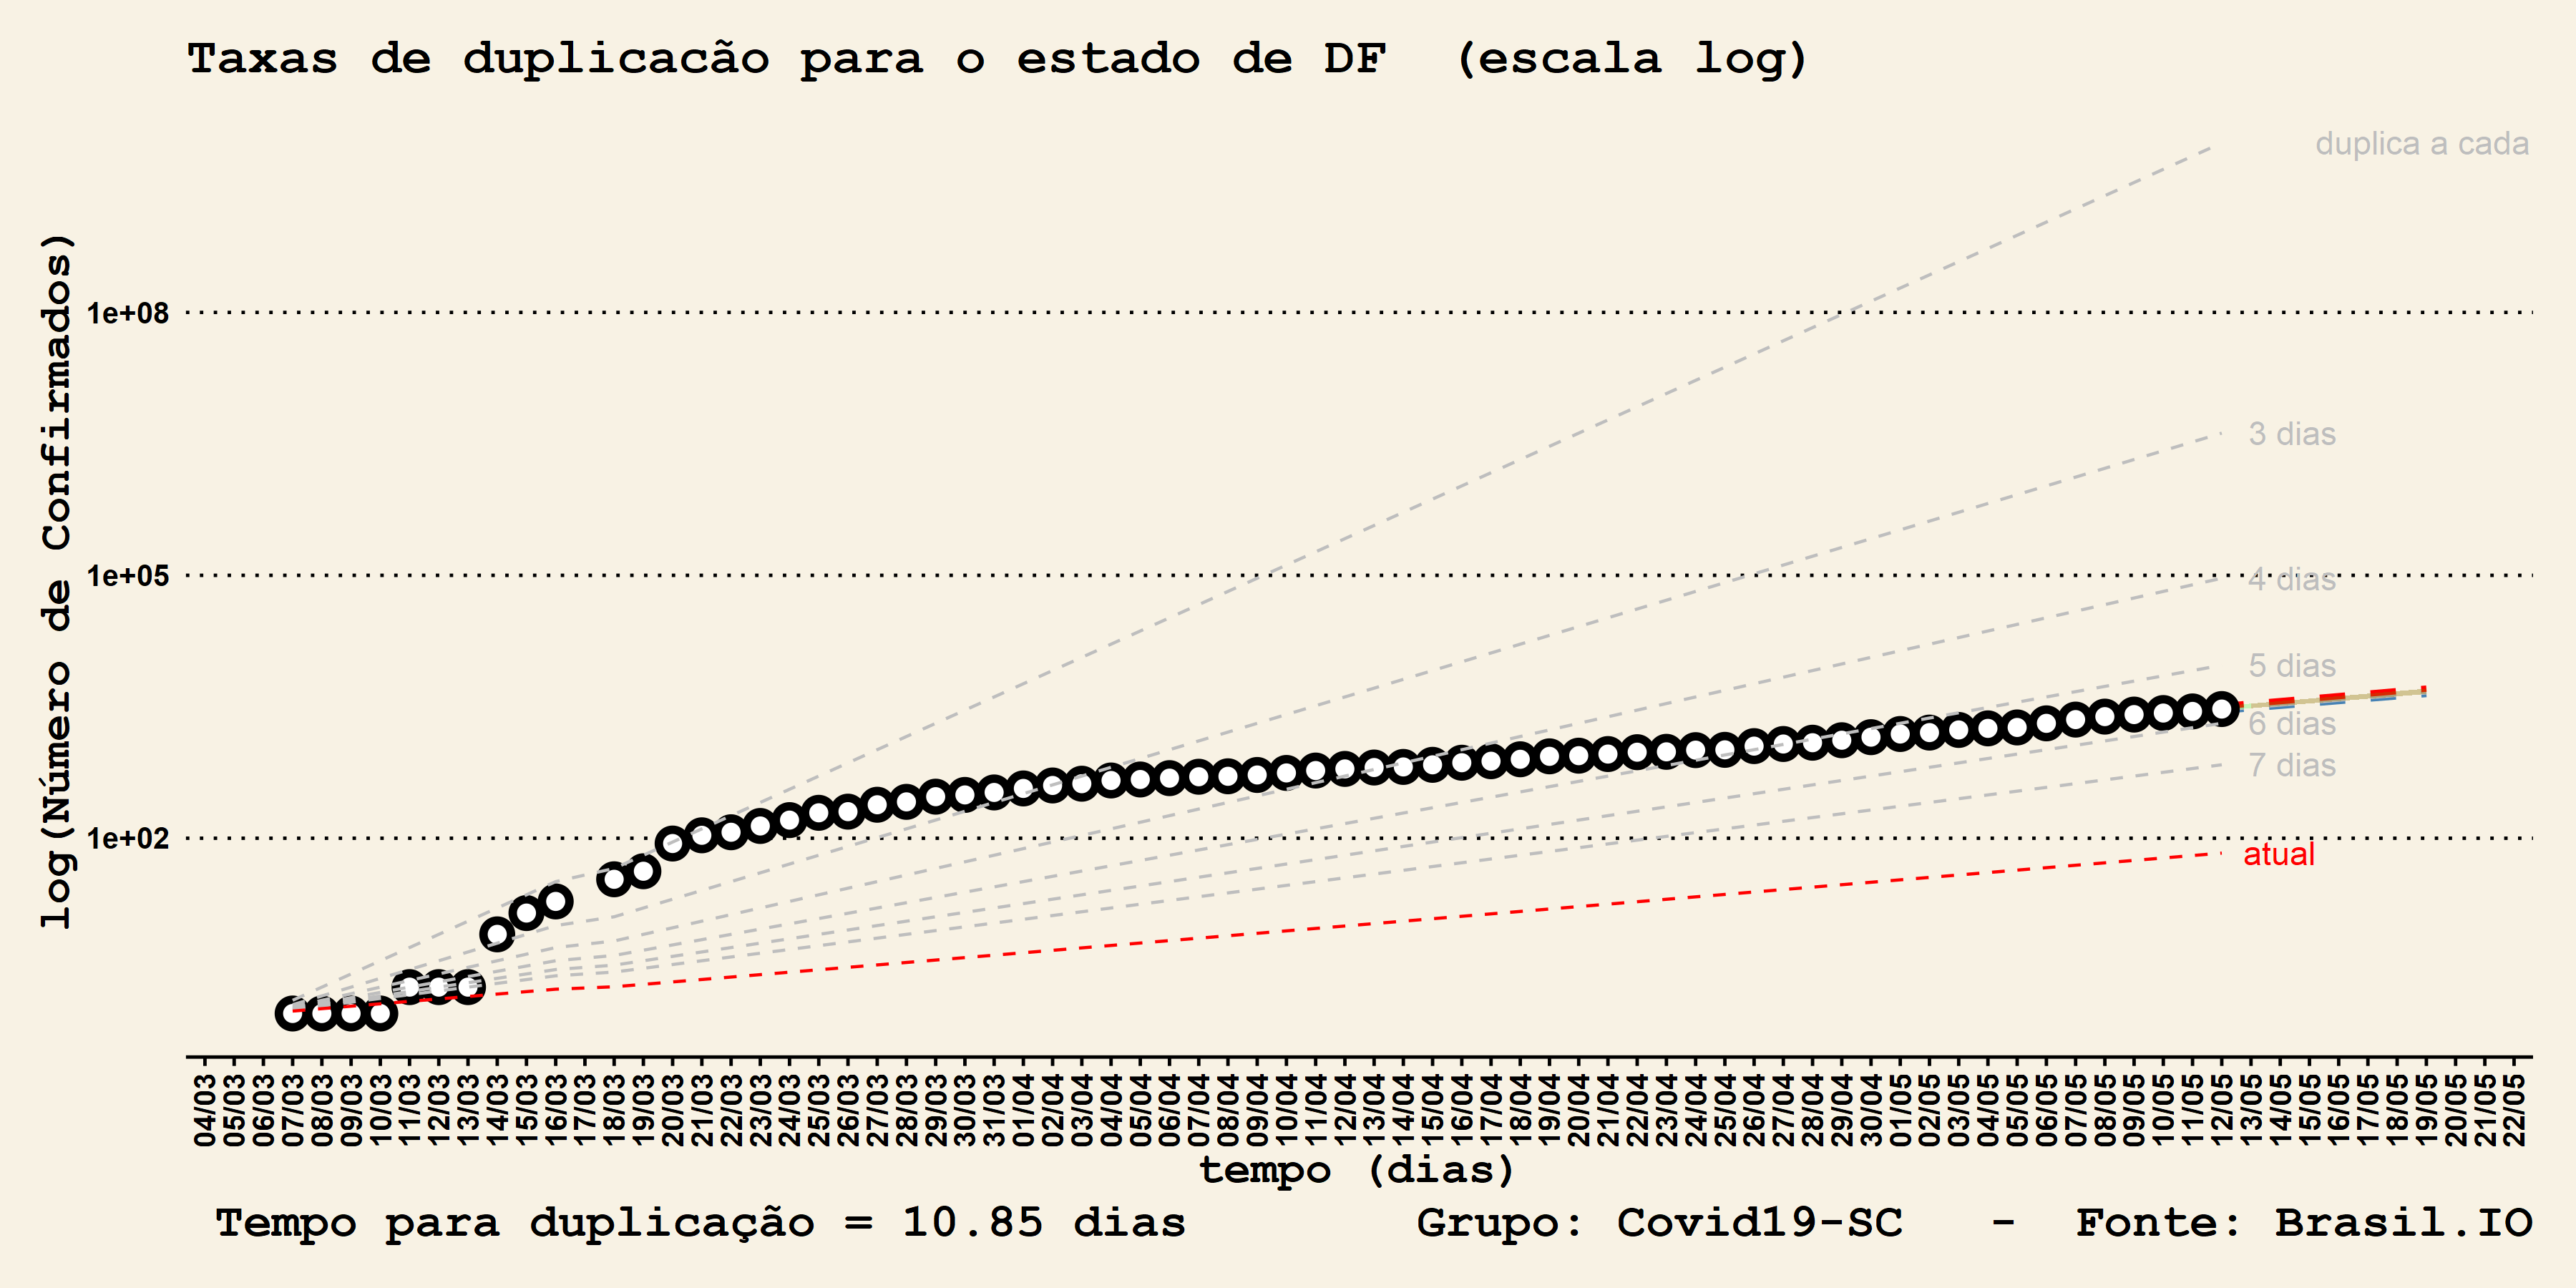 Taxas de duplicacão para o estado de DF  (escala log)
duplica a cada
log(Número de Confirmados)
1e+08
3 dias
1e+05
4 dias
5 dias
6 dias
7 dias
1e+02
atual
04/03 05/03 06/03 07/03 08/03 09/03 10/03 11/03 12/03 13/03 14/03 15/03 16/03 17/03 18/03 19/03 20/03 21/03 22/03 23/03 24/03 25/03 26/03 27/03 28/03 29/03 30/03 31/03 01/04 02/04 03/04 04/04 05/04 06/04 07/04 08/04 09/04 10/04 11/04 12/04 13/04 14/04 15/04 16/04 17/04 18/04 19/04 20/04 21/04 22/04 23/04 24/04 25/04 26/04 27/04 28/04 29/04 30/04 01/05 02/05 03/05 04/05 05/05 06/05 07/05 08/05 09/05 10/05 11/05 12/05 13/05 14/05 15/05 16/05 17/05 18/05 19/05 20/05 21/05 22/05
tempo (dias)
Tempo para duplicação = 10.85 dias Grupo: Covid19-SC - Fonte: Brasil.IO